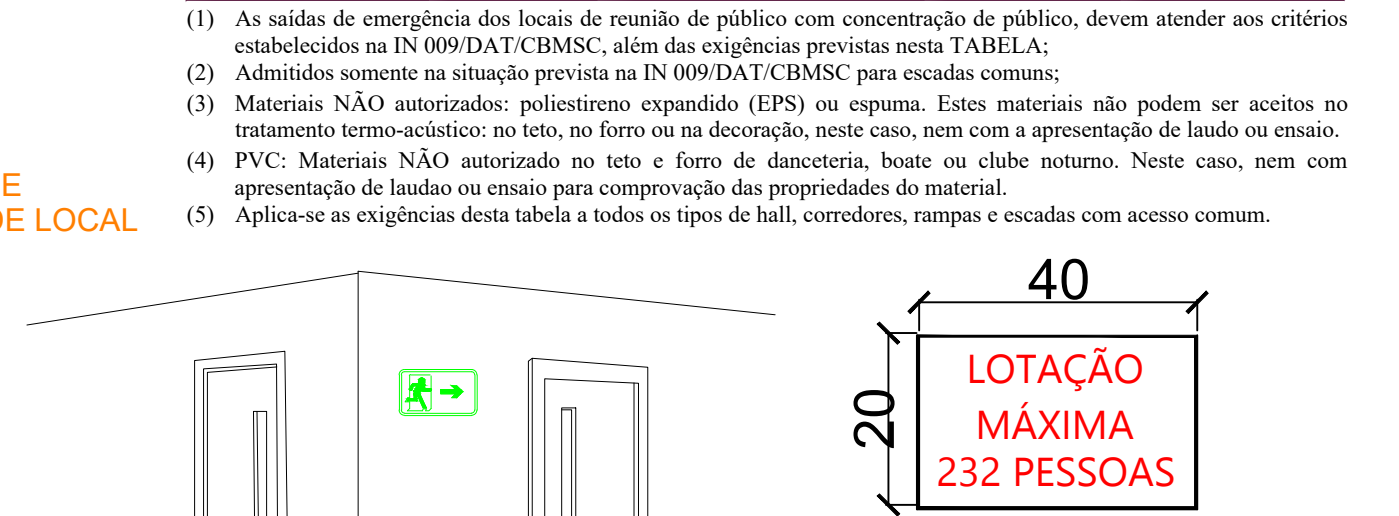 (1) As saídas de emergência dos locais de reunião de público com concentração de público, devem atender aos critérios
estabelecidos na IN 009/DAT/CBMSC, além das exigências previstas nesta TABELA;
(2) Admitidos somente na situação prevista na IN 009/DAT/CBMSC para escadas comuns;
(3) Materiais NÃO autorizados: poliestireno expandido (EPS) ou espuma. Estes materiais não podem ser aceitos no
tratamento termo-acústico: no teto, no forro ou na decoração, neste caso, nem com a apresentação de laudo ou ensaio.
(4) PVC: Materiais NÃO autorizado no teto e forro de danceteria, boate ou clube noturno. Neste caso, nem com
apresentação de laudao ou ensaio para comprovação das propriedades do material.
(5) Aplica-se as exigências desta tabela a todos os tipos de hall, corredores, rampas e escadas com acesso comum.
E
DE LOCAL
40
20
LOTAÇÃO
MÁXIMA
232 PESSOAS